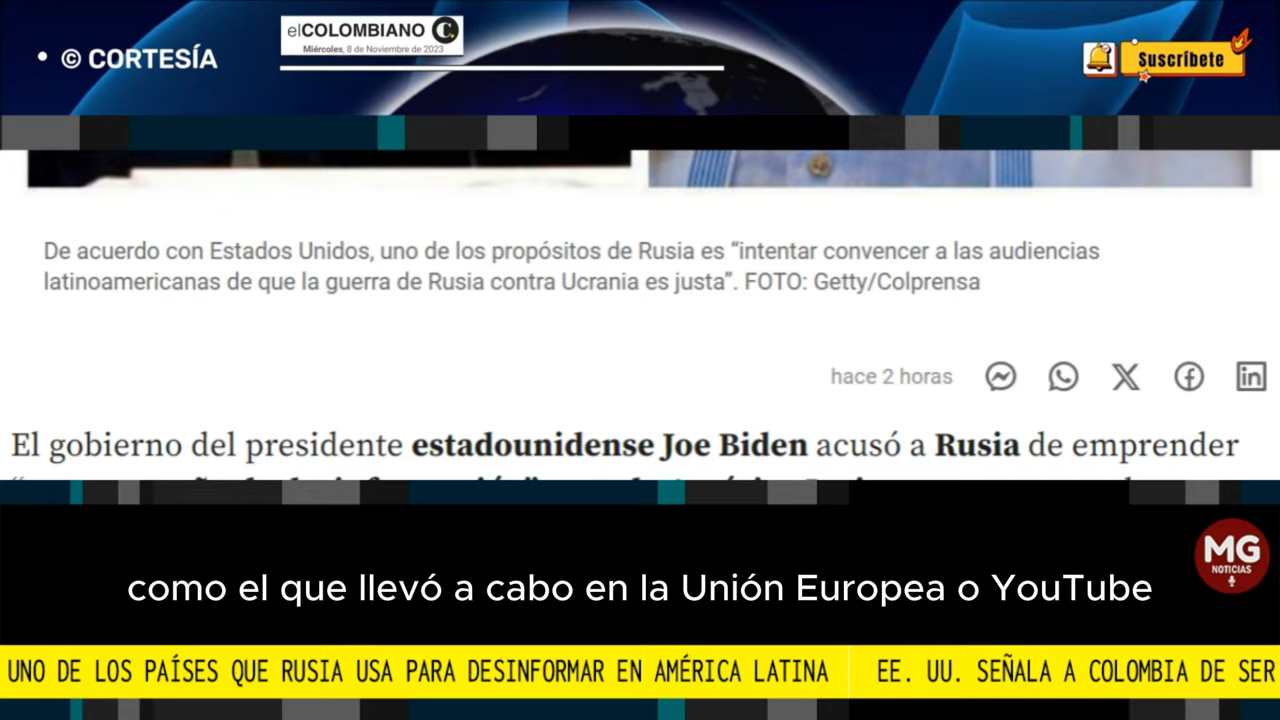 • © CORTESÍA
elCOLOMBIANO C.
Miércoles, 8 de Noviembre de 2023
Suscríbete
De acuerdo con Estados Unidos, uno de los propósitos de Rusia es “intentar convencer a las audiencias
latinoamericanas de que la guerra de Rusia contra Ucrania es justa”. FOTO: Getty/Colprensa
hace 2 horas
El gobierno del presidente estadounidense Joe Biden acusó a Rusia de emprender
MG
NOTICIAS
como el que llevó a cabo en la Unión Europea o YouTube
UNO DE LOS PAÍSES QUE RUSIA USA PARA DESINFORMAR EN AMÉRICA LATINA EE. UU. SEÑALA A COLOMBIA DE SER